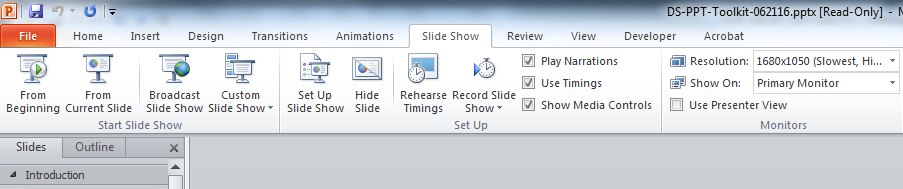 DS-PPT-Toolkit-062116.pptx [Read-Only] - M
File Home Insert Design Transitions Animations Slide Show Review View Developer Acrobat
From Beginning
From Current Slide
Broadcast Slide Show
Custom Slide Show
Set Up Slide Show
Hide Slide
Rehearse Timings
Record Slide Show
Play Narrations
Use Timings
Show Media Controls
Resolution: 1680x1050 (Slowest, Hi...
Show On: Primary Monitor
Use Presenter View
Start Slide Show Set Up Monitors
Slides Outline
Introduction